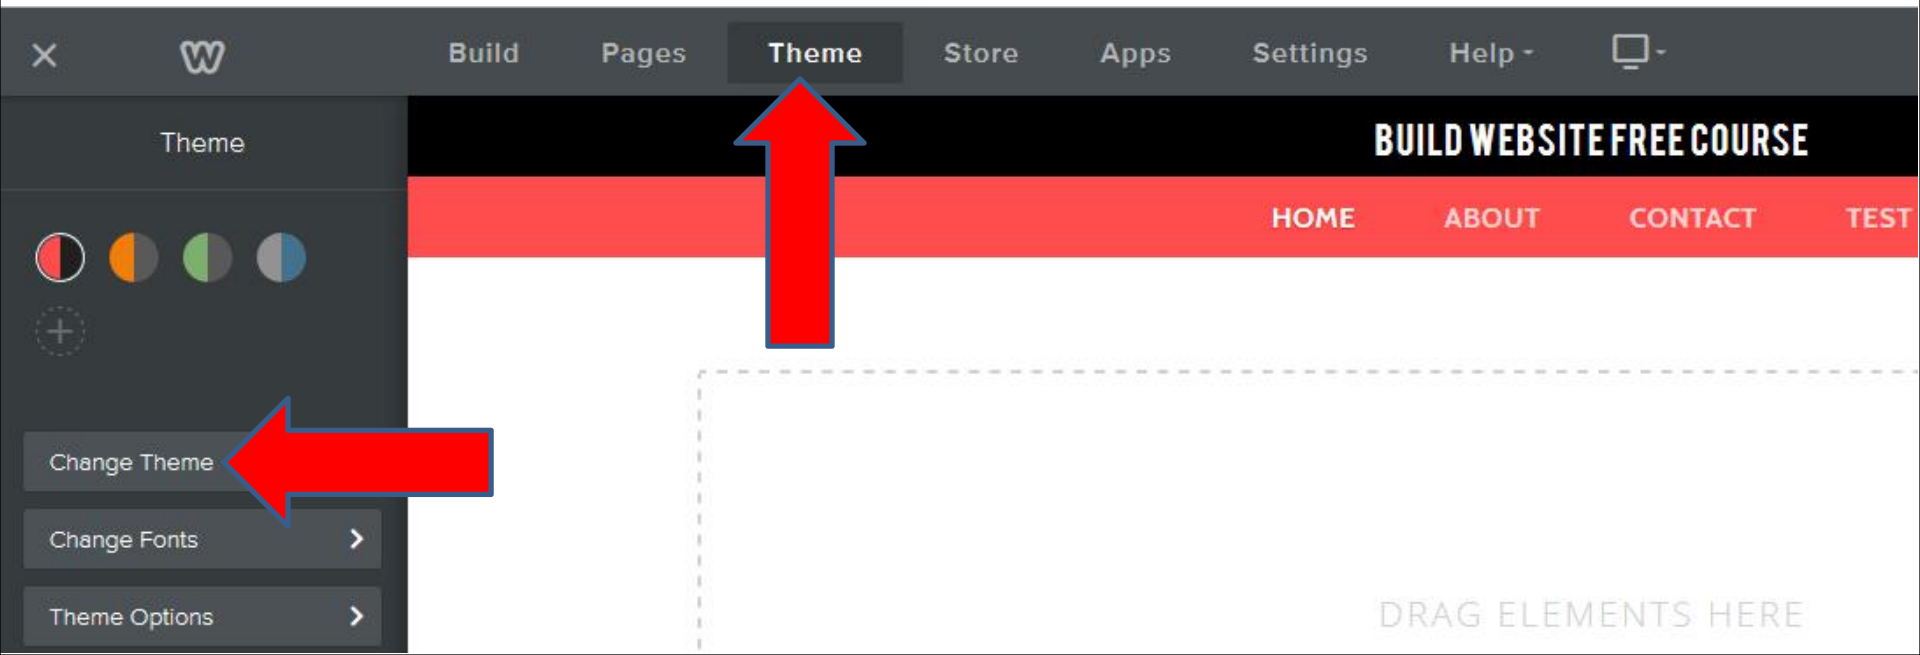 Build Pages Theme Store Apps Settings Help
Theme
BUILD WEBSITE FREE COURSE
HOME ABOUT CONTACT TEST
Change Theme
Change Fonts
Theme Options
DRAG ELEMENTS HERE